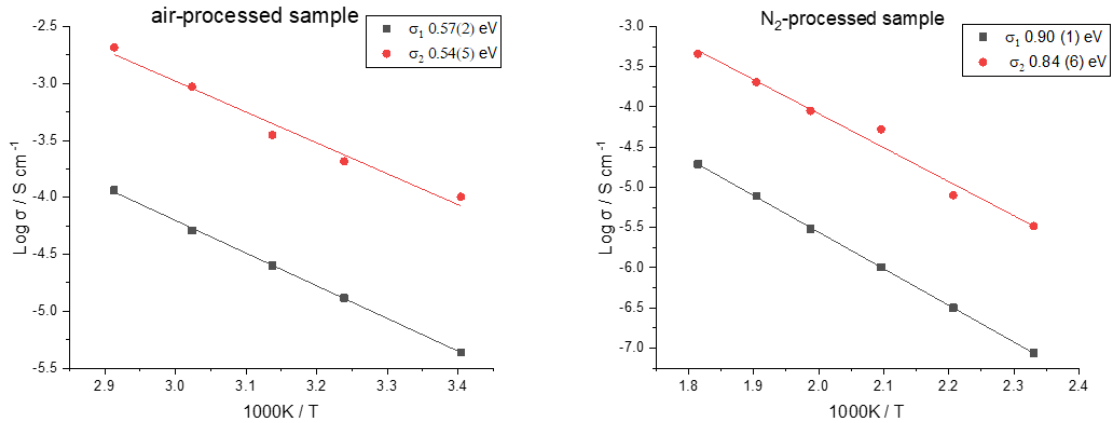 air-processed sample
σ₁ 0.57(2) eV
σ₂ 0.54(5) eV
Log σ / S cm⁻¹
-2.5
-3.0
-3.5
-4.0
-4.5
-5.0
-5.5
2.9 3.0 3.1 3.2 3.3 3.4
1000K / T
N₂-processed sample
σ₁ 0.90 (1) eV
σ₂ 0.84 (6) eV
Log σ / S cm⁻¹
-3.0
-3.5
-4.0
-4.5
-5.0
-5.5
-6.0
-6.5
-7.0
1.8 1.9 2.0 2.1 2.2 2.3 2.4
1000K / T